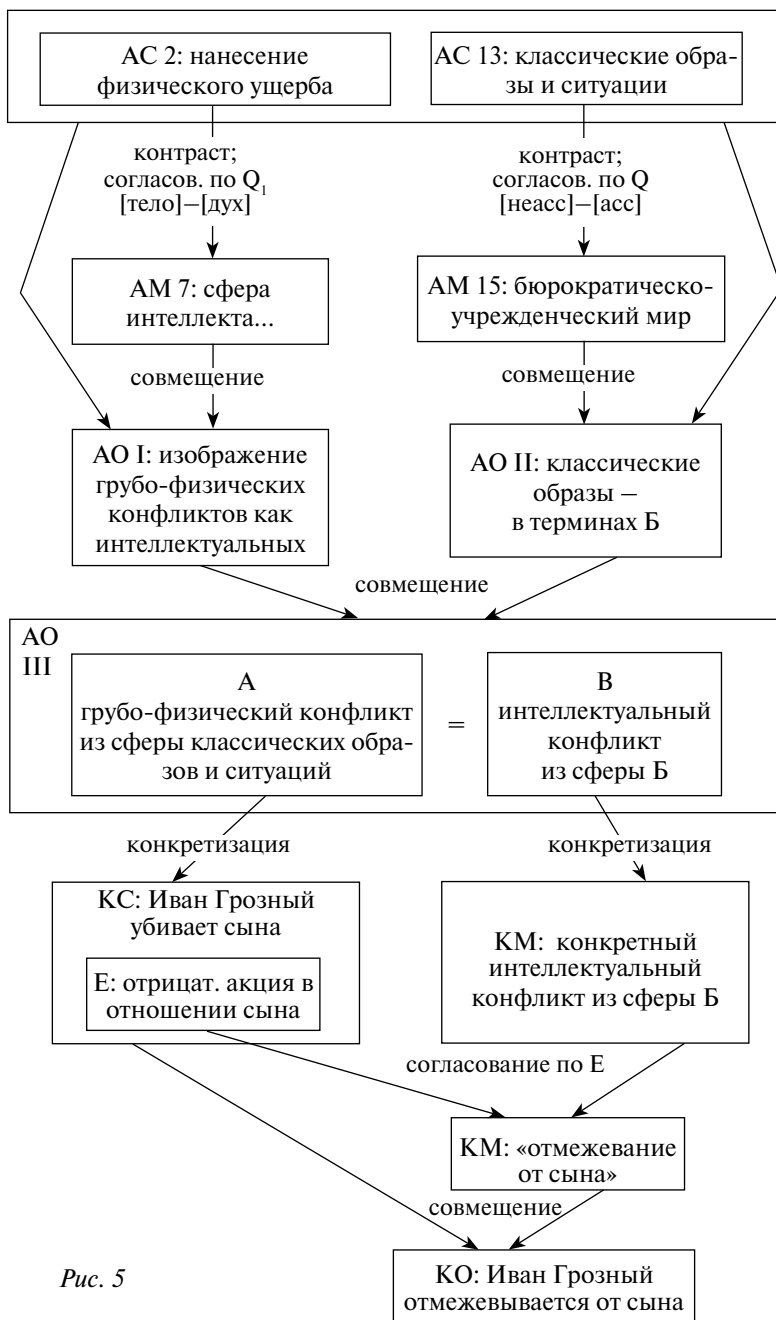 АС 2: нанесение
физического ущерба
АС 13: классические обра-
зы и ситуации
контраст;
согласов. по Q1
[тело]–[дух]
контраст;
согласов. по Q
[неасс]–[асс]
АМ 7: сфера
интеллекта...
АМ 15: бюрократическо-
учрежденческий мир
совмещение
совмещение
АО I: изображение
грубо-физических
конфликтов как
интеллектуальных
АО II: классические
образы –
в терминах Б
совмещение
АО
III
А
грубо-физический конфликт
из сферы классических обра-
зов и ситуаций
=
В
интеллектуальный
конфликт
из сферы Б
конкретизация
конкретизация
КС: Иван Грозный
убивает сына
Е: отрицат. акция в
отношении сына
КМ: конкретный
интеллектуальный
конфликт из сферы Б
согласование по Е
КМ: «отмежевание
от сына»
совмещение
Рис. 5
КО: Иван Грозный
отмежевывается от сына